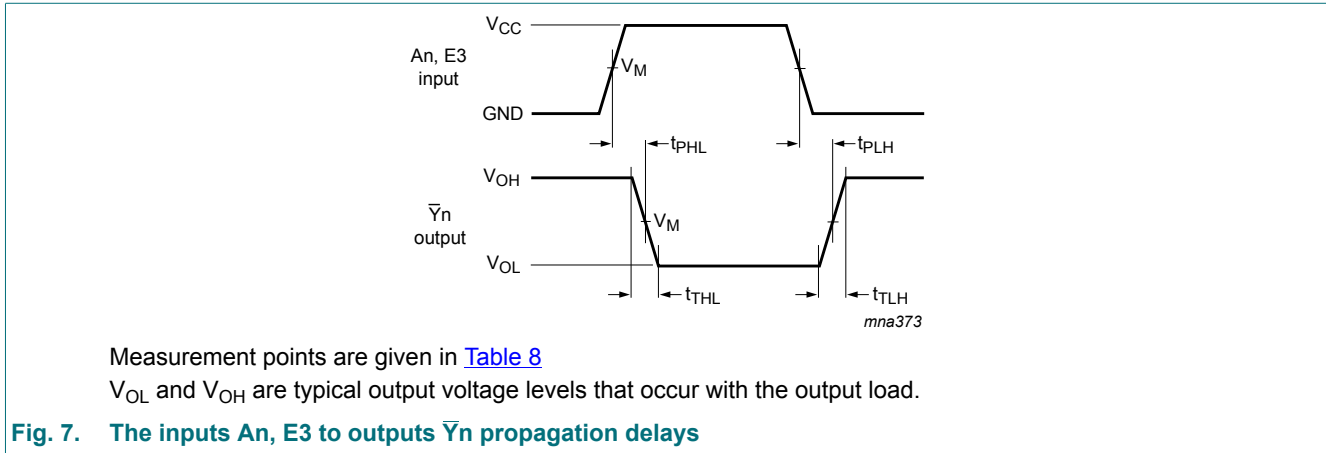 VCC
An, E3
input
VM
GND
tPHL
tPLH
VOH
Y̅n
output
VM
VOL
tTHL
tTLH
mna373
Measurement points are given in Table 8
VOL and VOH are typical output voltage levels that occur with the output load.
Fig. 7. The inputs An, E3 to outputs Y̅n propagation delays